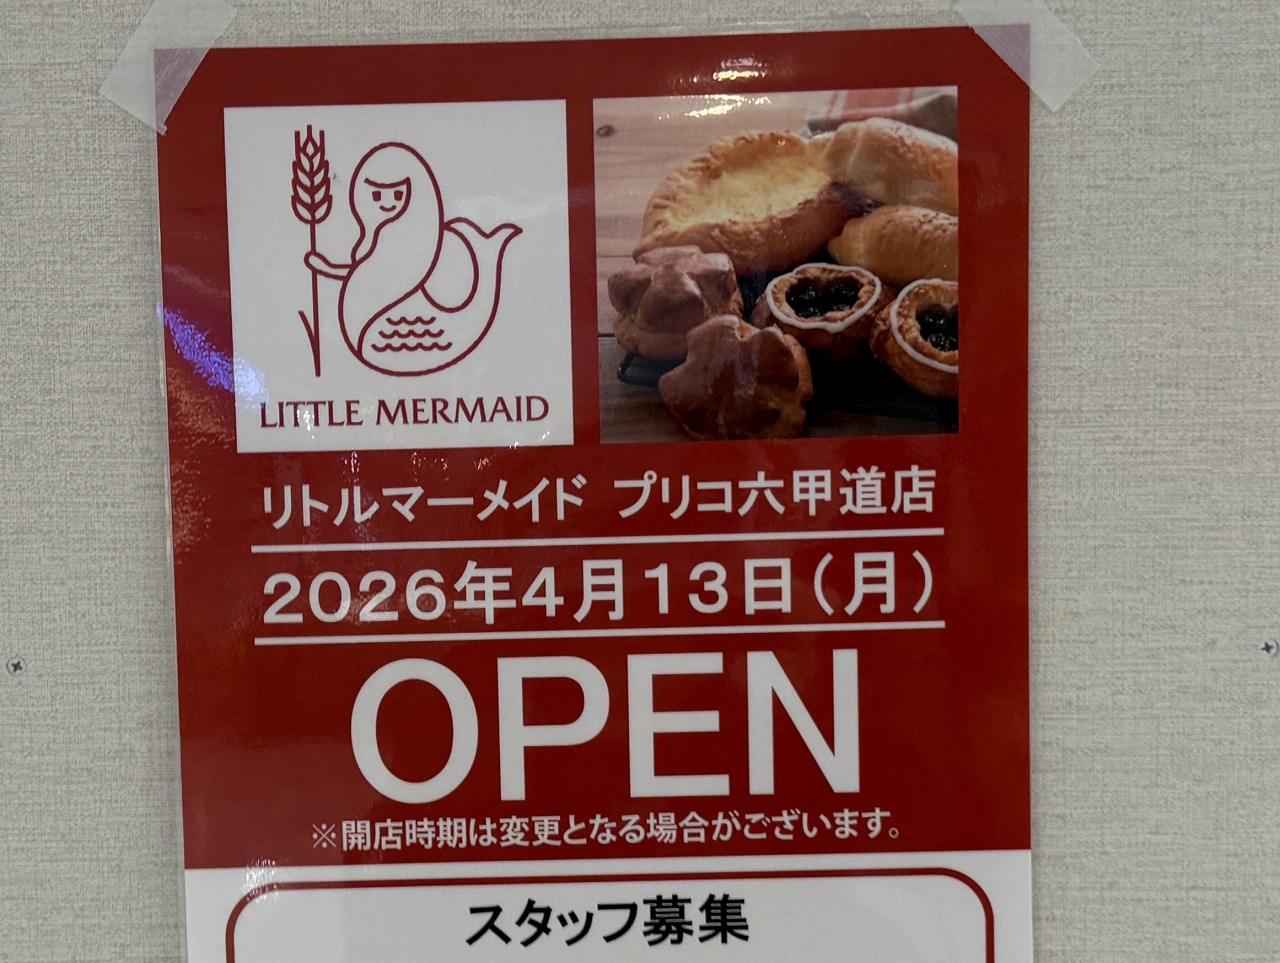 LITTLE MERMAID
リトルマーメイド プリコ六甲道店
2026年4月13日(月)
OPEN
※開店時期は変更となる場合がございます。
スタッフ募集